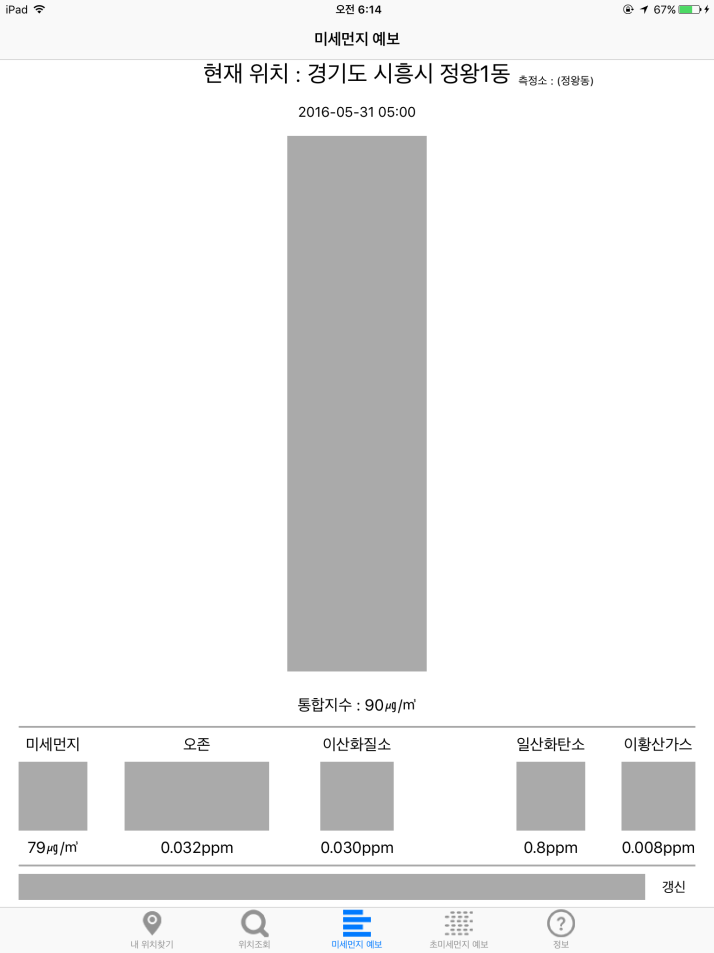 iPad 오전 6:14 67%
미세먼지 예보
현재 위치 : 경기도 시흥시 정왕1동 측정소 : (정왕동)
2016-05-31 05:00
통합지수 : 90㎍/㎥
미세먼지 오존 이산화질소 일산화탄소 이황산가스
79㎍/㎥ 0.032ppm 0.030ppm 0.8ppm 0.008ppm
갱신
내 위치찾기 위치조회 미세먼지 예보 초미세먼지 예보 정보